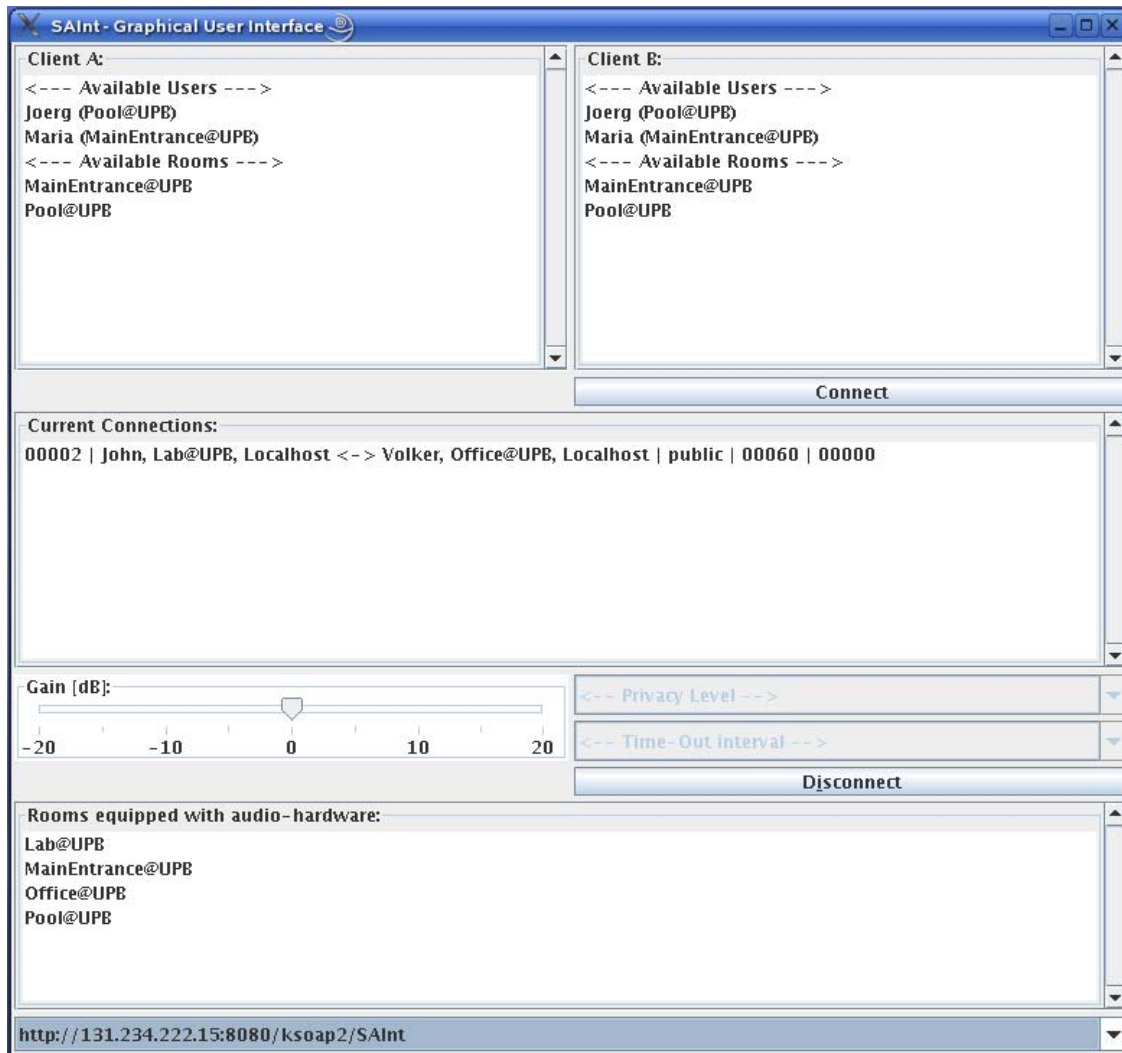 SAInt - Graphical User Interface
Client A:
<--- Available Users --->
Joerg (Pool@UPB)
Maria (MainEntrance@UPB)
<--- Available Rooms --->
MainEntrance@UPB
Pool@UPB
Client B:
<--- Available Users --->
Joerg (Pool@UPB)
Maria (MainEntrance@UPB)
<--- Available Rooms --->
MainEntrance@UPB
Pool@UPB
Connect
Current Connections:
00002 | John, Lab@UPB, Localhost <-> Volker, Office@UPB, Localhost | public | 00060 | 00000
Gain [dB]:
-20 -10 0 10 20
<-- Privacy Level -->
<-- Time-Out interval -->
Disconnect
Rooms equipped with audio-hardware:
Lab@UPB
MainEntrance@UPB
Office@UPB
Pool@UPB
http://131.234.222.15:8080/ksoap2/SAInt